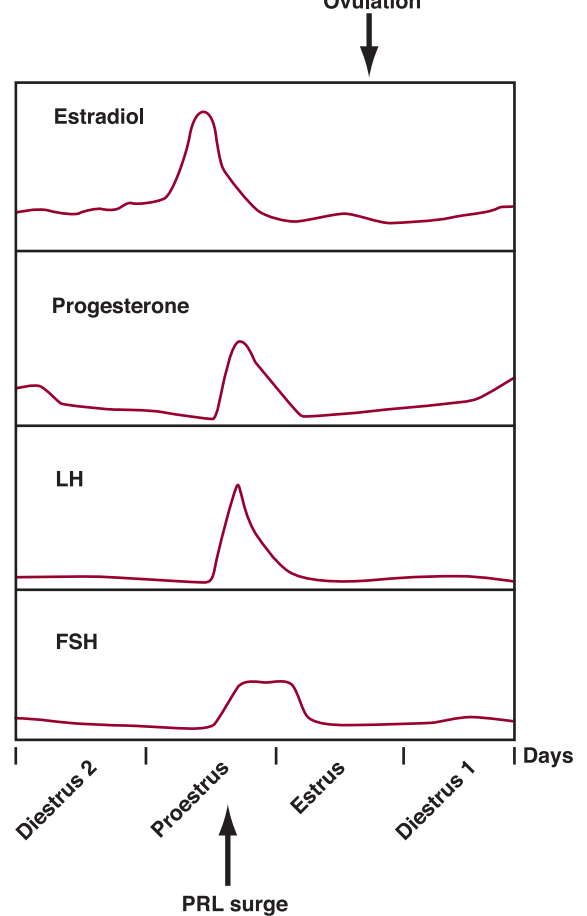 Ovulation
Estradiol
Progesterone
LH
FSH
Days
Diestrus 2
Proestrus
Estrus
Diestrus 1
PRL surge